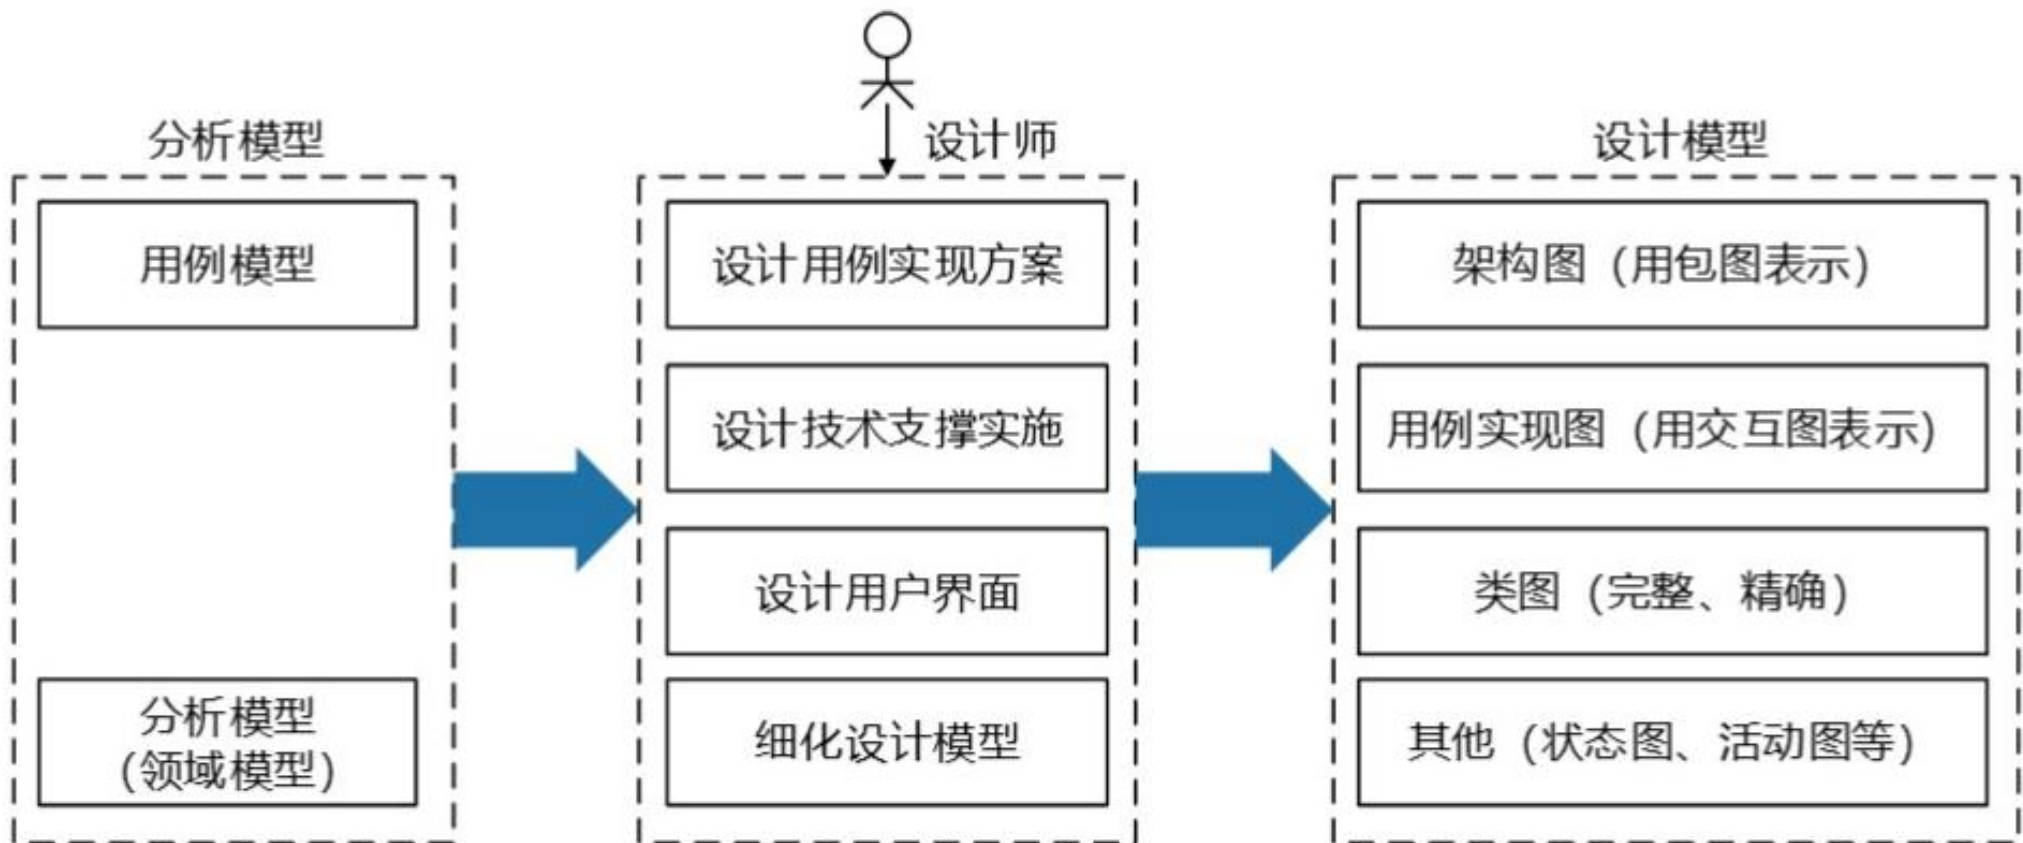 分析模型
用例模型
分析模型
（领域模型）
设计师
设计用例实现方案
设计技术支撑实施
设计用户界面
细化设计模型
设计模型
架构图（用包图表示）
用例实现图（用交互图表示）
类图（完整、精确）
其他（状态图、活动图等）